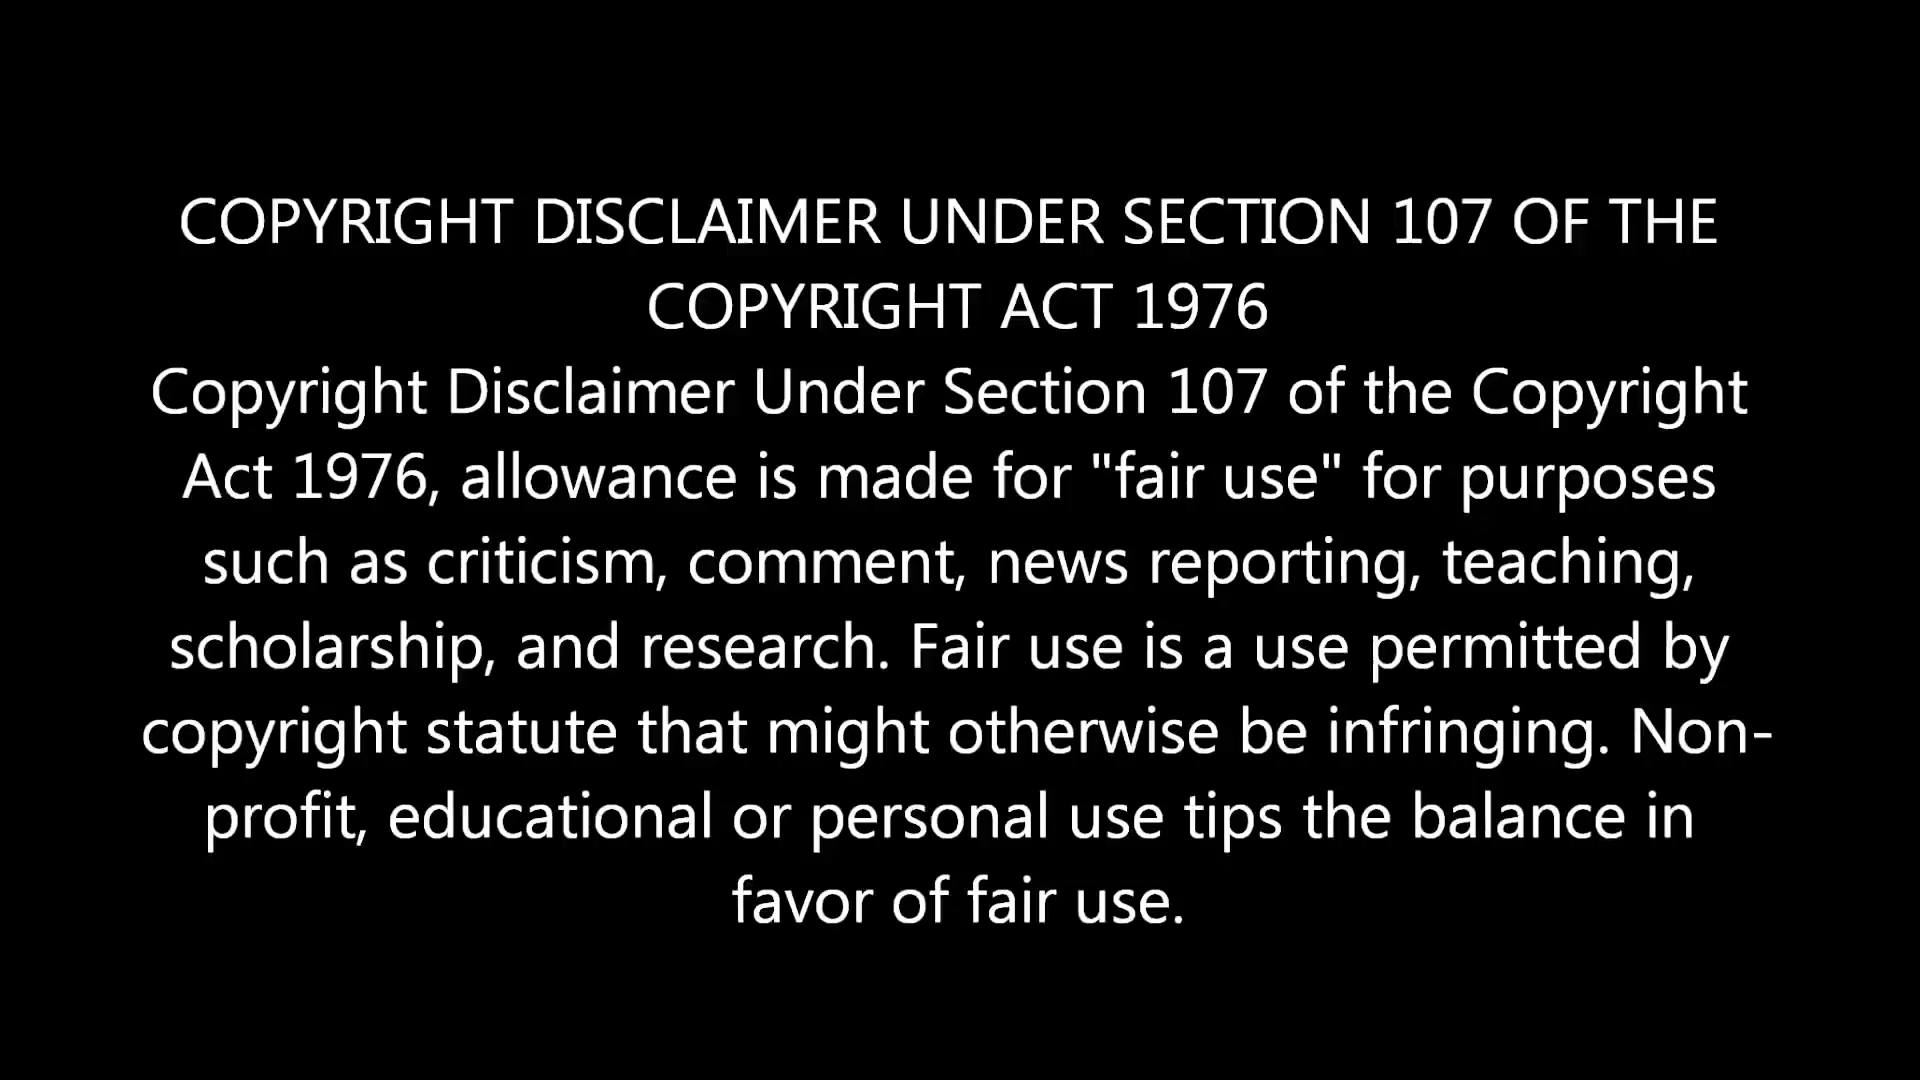 COPYRIGHT DISCLAIMER UNDER SECTION 107 OF THE
COPYRIGHT ACT 1976
Copyright Disclaimer Under Section 107 of the Copyright
Act 1976, allowance is made for "fair use" for purposes
such as criticism, comment, news reporting, teaching,
scholarship, and research. Fair use is a use permitted by
copyright statute that might otherwise be infringing. Non-
profit, educational or personal use tips the balance in
favor of fair use.